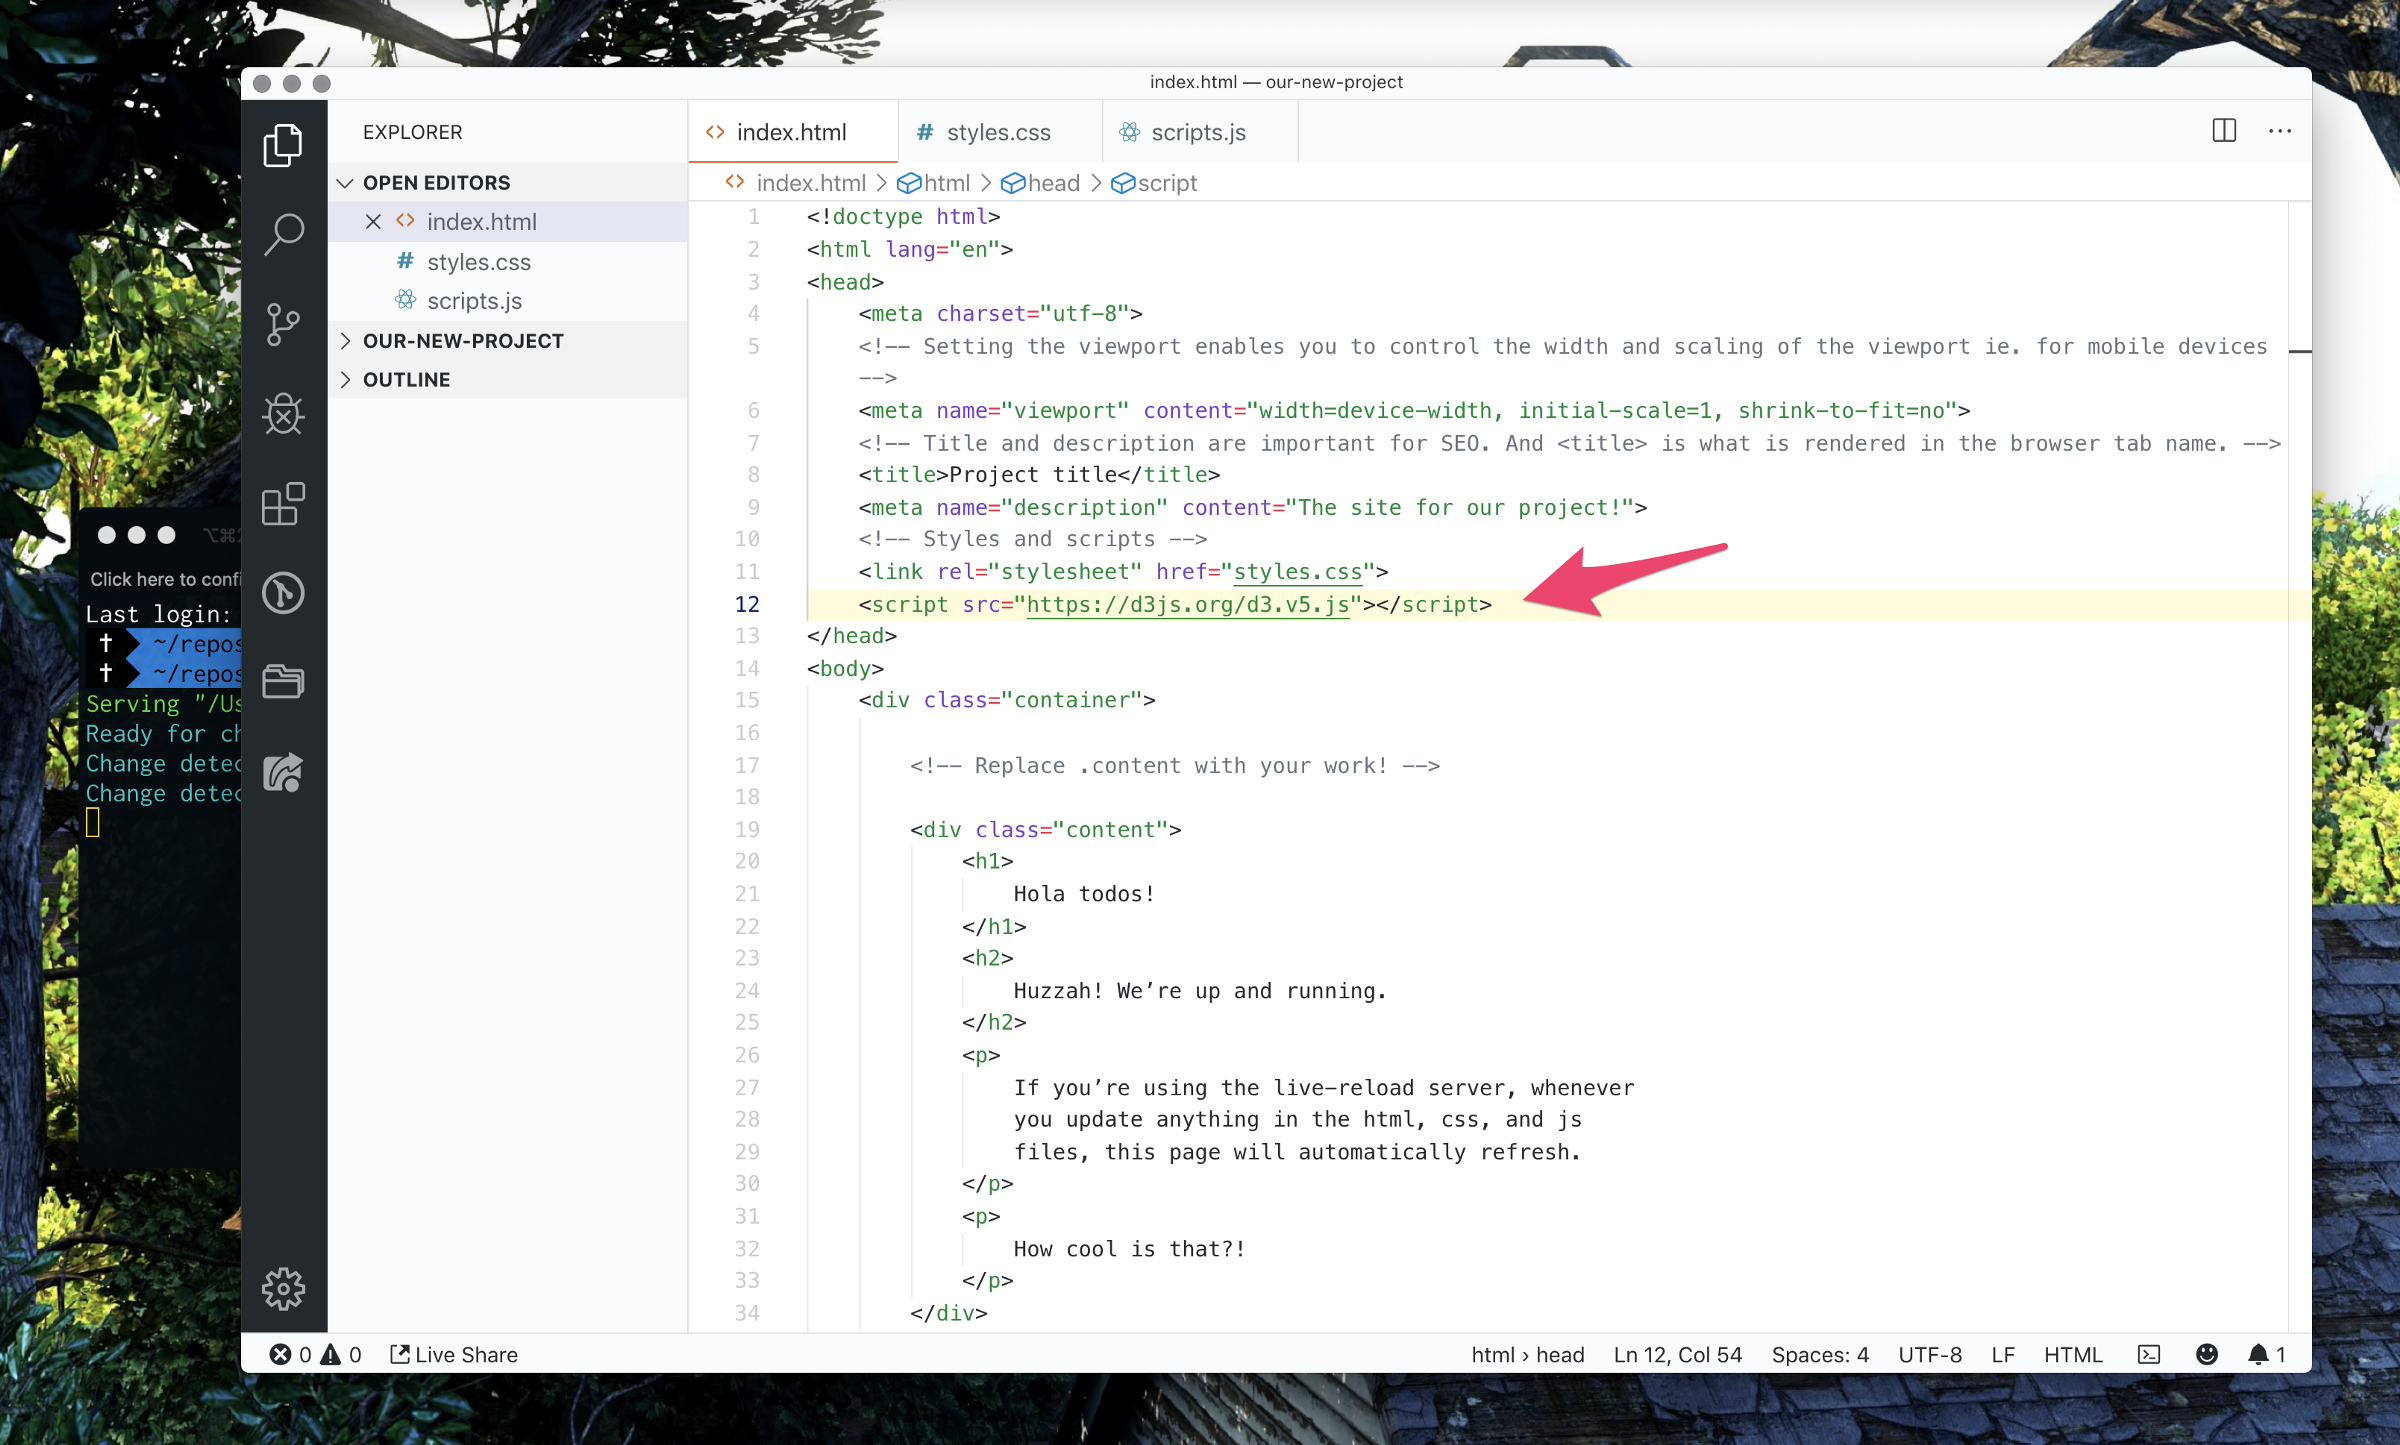 index.html — our-new-project
EXPLORER
OPEN EDITORS
index.html
styles.css
scripts.js
OUR-NEW-PROJECT
OUTLINE
index.html
# styles.css
scripts.js
index.html > html > head > script
1 <!doctype html>
2 <html lang="en">
3 <head>
4 <meta charset="utf-8">
5 <!-- Setting the viewport enables you to control the width and scaling of the viewport ie. for mobile devices
-->
6 <meta name="viewport" content="width=device-width, initial-scale=1, shrink-to-fit=no">
7 <!-- Title and description are important for SEO. And <title> is what is rendered in the browser tab name. -->
8 <title>Project title</title>
9 <meta name="description" content="The site for our project!">
10 <!-- Styles and scripts -->
11 <link rel="stylesheet" href="styles.css">
12 <script src="https://d3js.org/d3.v5.js"></script>
13 </head>
14 <body>
15 <div class="container">
16
17 <!-- Replace .content with your work! -->
18
19 <div class="content">
20 <h1>
21 Hola todos!
22 </h1>
23 <h2>
24 Huzzah! We’re up and running.
25 </h2>
26 <p>
27 If you’re using the live-reload server, whenever
28 you update anything in the html, css, and js
29 files, this page will automatically refresh.
30 </p>
31 <p>
32 How cool is that?!
33 </p>
34 </div>
Click here to confi
Last login:
~/repos
~/repos
Serving "/Us
Ready for ch
Change detec
Change detec
0 0 Live Share
html › head Ln 12, Col 54 Spaces: 4 UTF-8 LF HTML 1